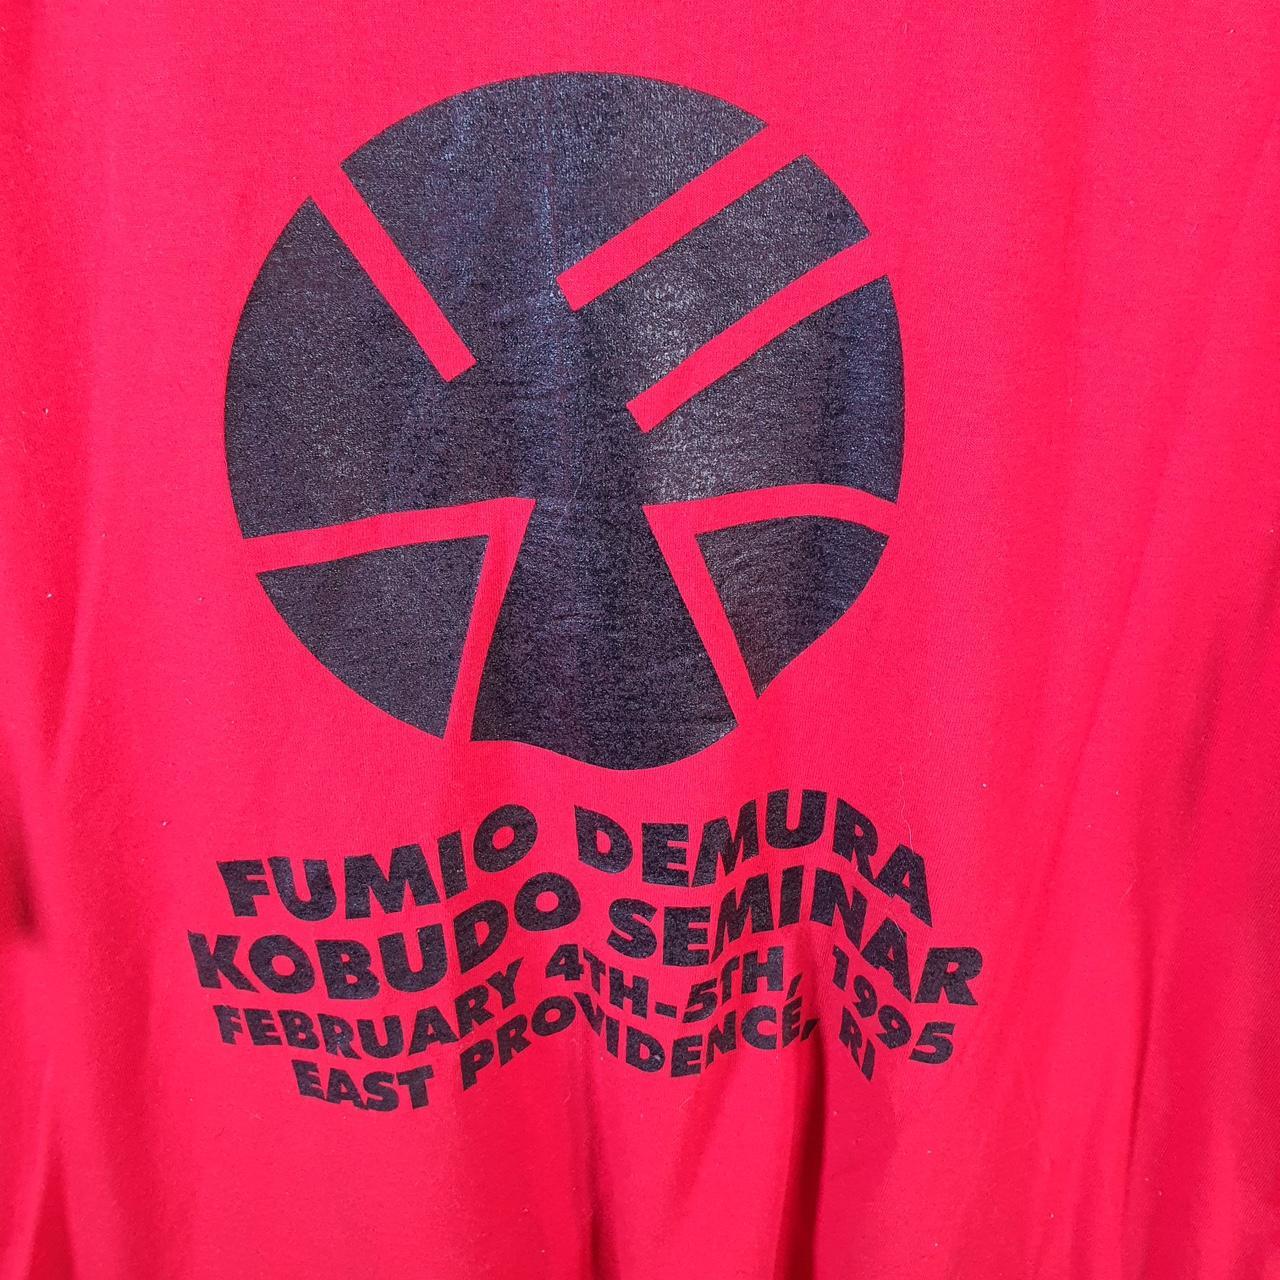 FUMIO DEMURA
KOBUDO SEMINAR
FEBRUARY 4TH-5TH, 1995
EAST PROVIDENCE, RI